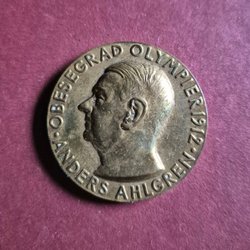 OBESEGRAD OLYMPIER 1912
ANDERS AHLGREN